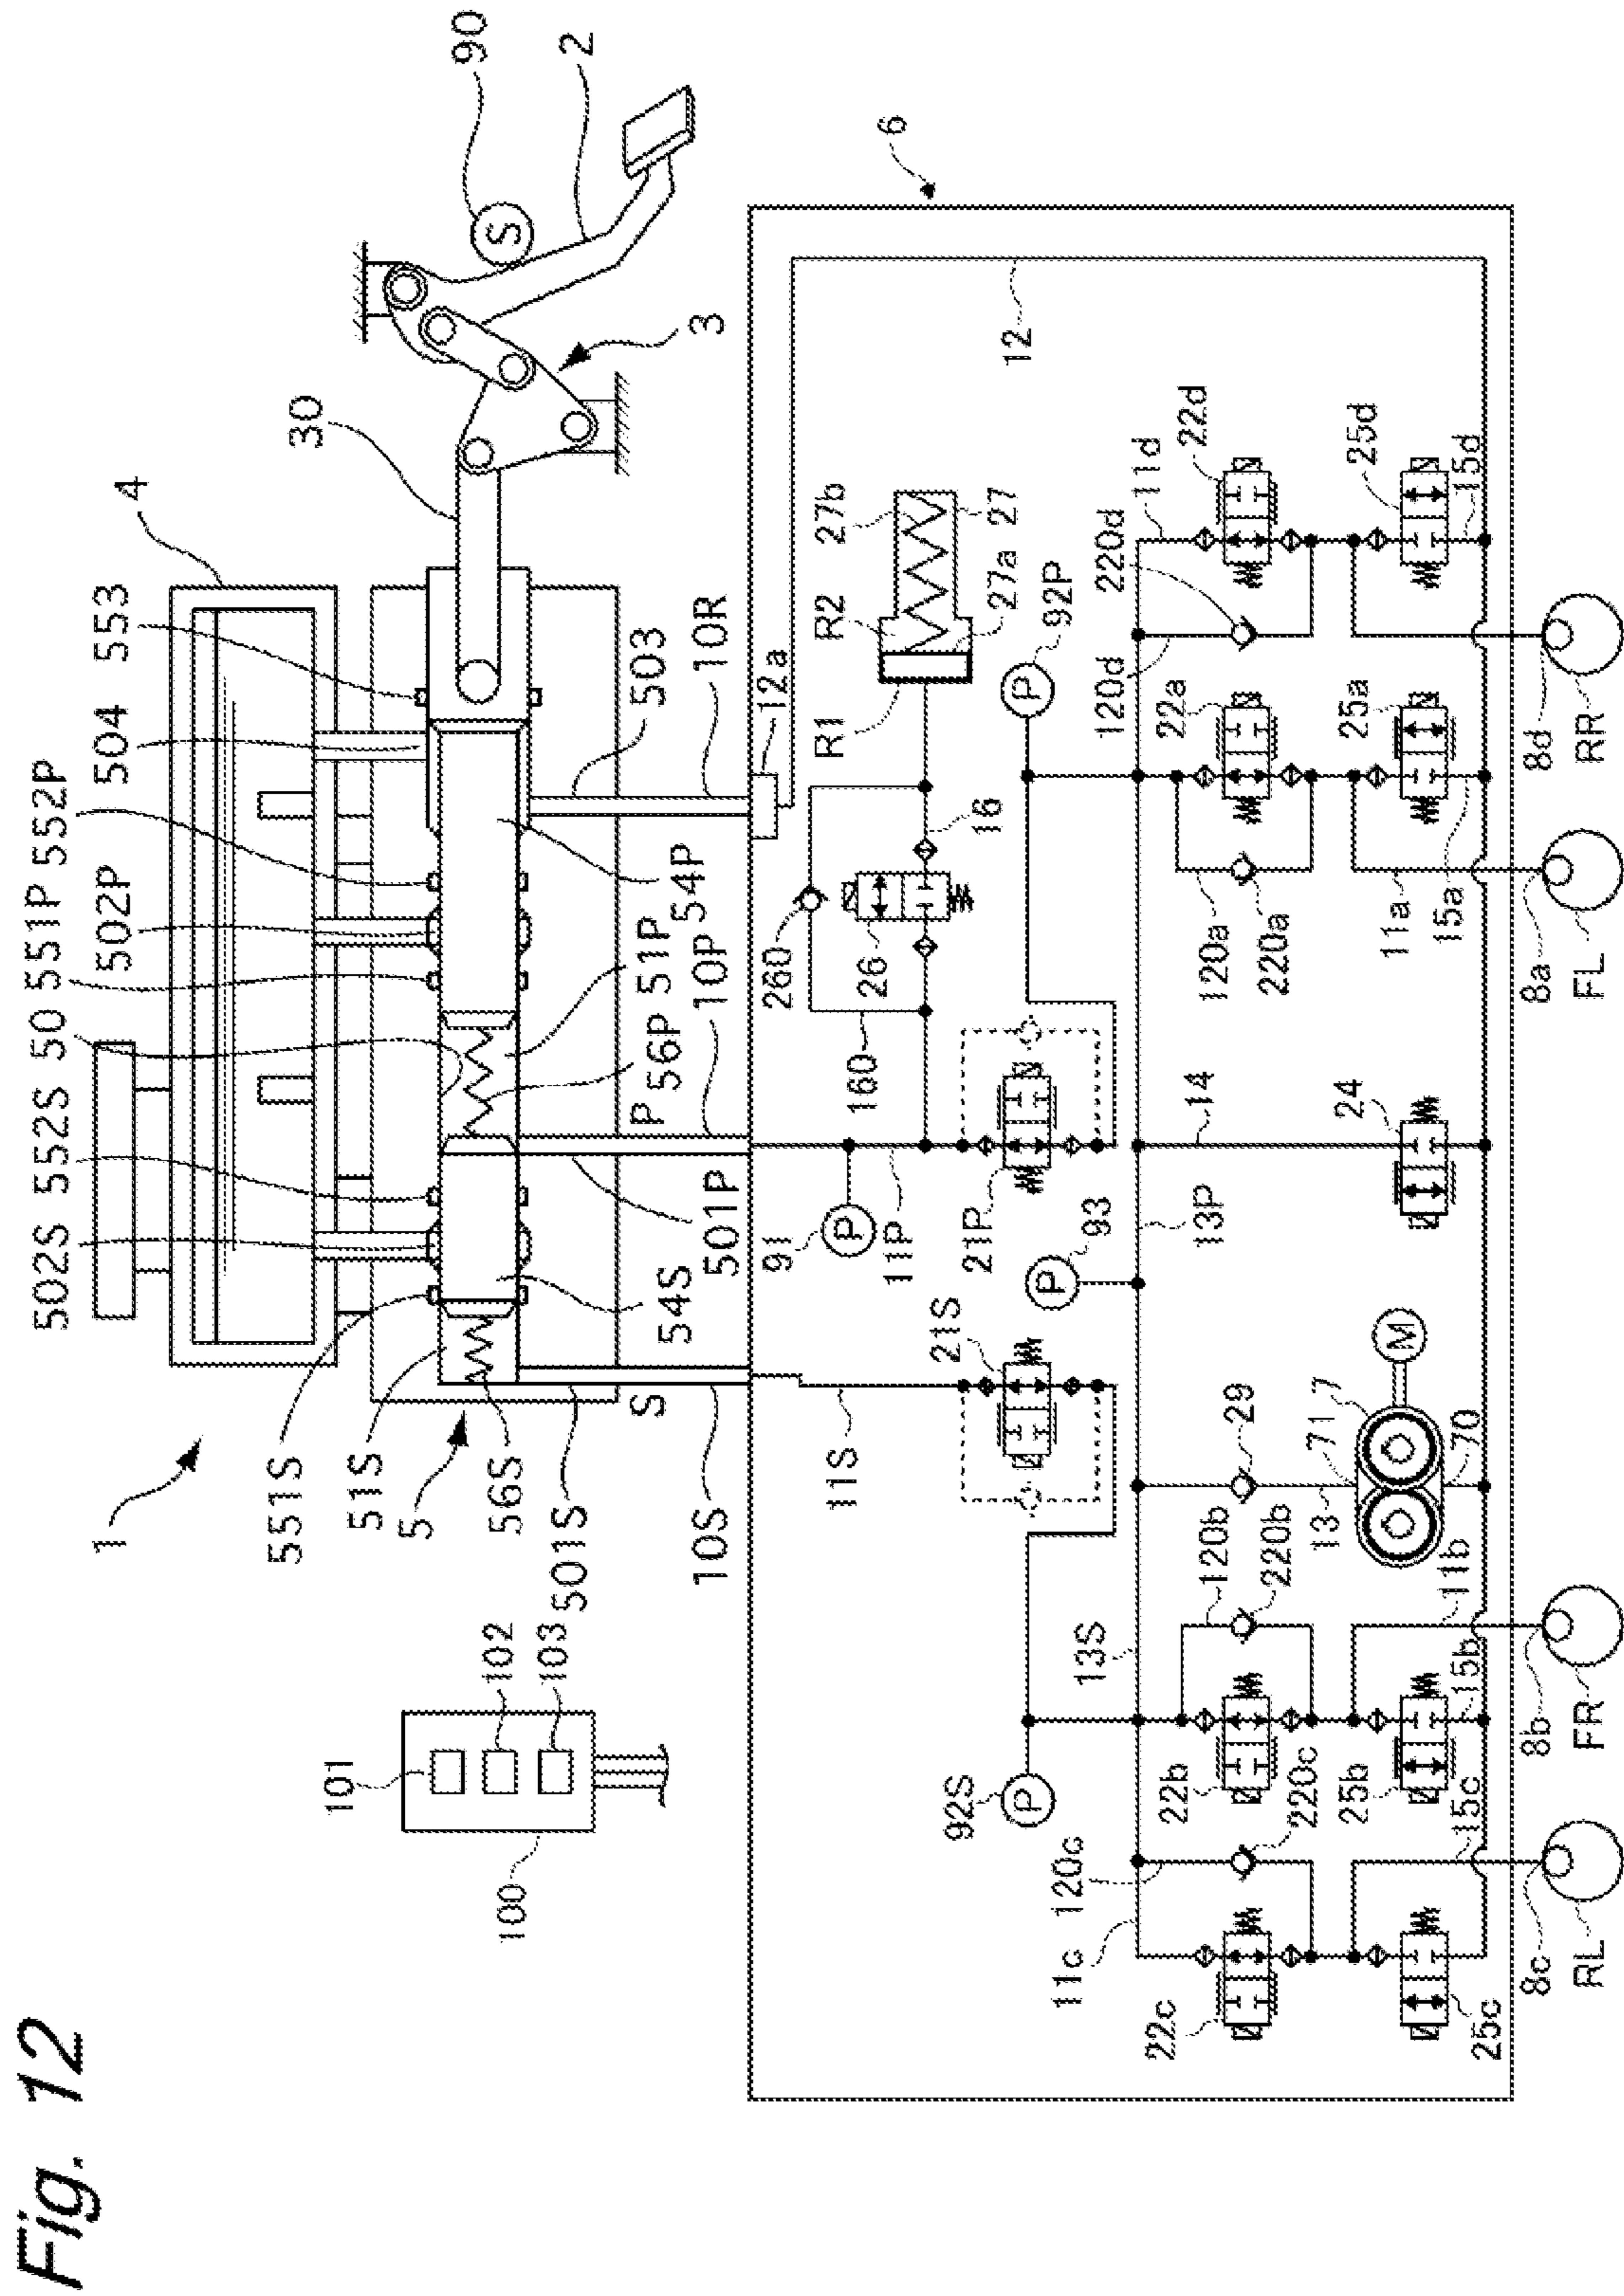 Fig. 12
1
4
90
2
S
3
30
553
504
552P
502P
551P
50
552S
502S
551S
51S
5
56S
501S
10S
S
54S
501P
P
56P
10P
51P
54P
503
10R
12a
6
12
101
102
103
100
R1
R2
27b
27a
27
16
260
26
160
91
P
11P
21P
92P
P
21S
11S
93
P
92S
P
13P
13S
14
24
29
13
71
7
70
M
11d
22d
220d
120d
25d
15d
22a
120a
220a
25a
11a
15a
120b
220b
11b
22b
25b
15b
120c
220c
11c
22c
25c
15c
8c
RL
8b
FR
8a
FL
8d
RR